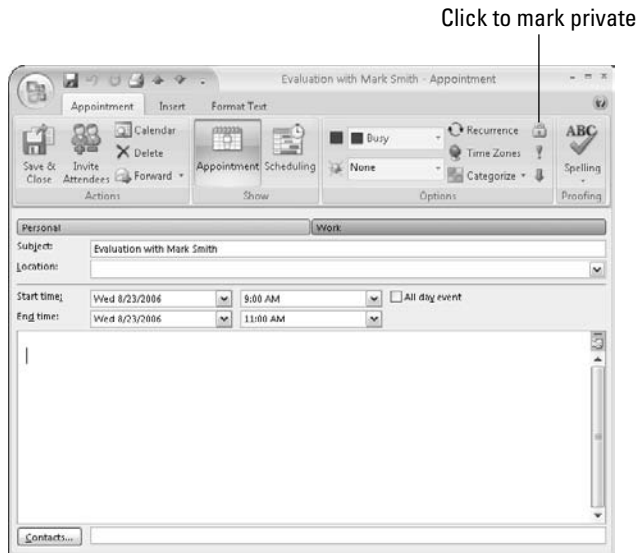 Click to mark private
Evaluation with Mark Smith - Appointment
Appointment Insert Format Text
Save & Close
Invite Attendees
Calendar
Delete
Forward
Actions
Appointment
Scheduling
Show
Busy
None
Recurrence
Time Zones
Categorize
Options
ABC
Spelling
Proofing
Personal Work
Subject: Evaluation with Mark Smith
Location:
Start time: Wed 8/23/2006 9:00 AM All day event
End time: Wed 8/23/2006 11:00 AM
Contacts...